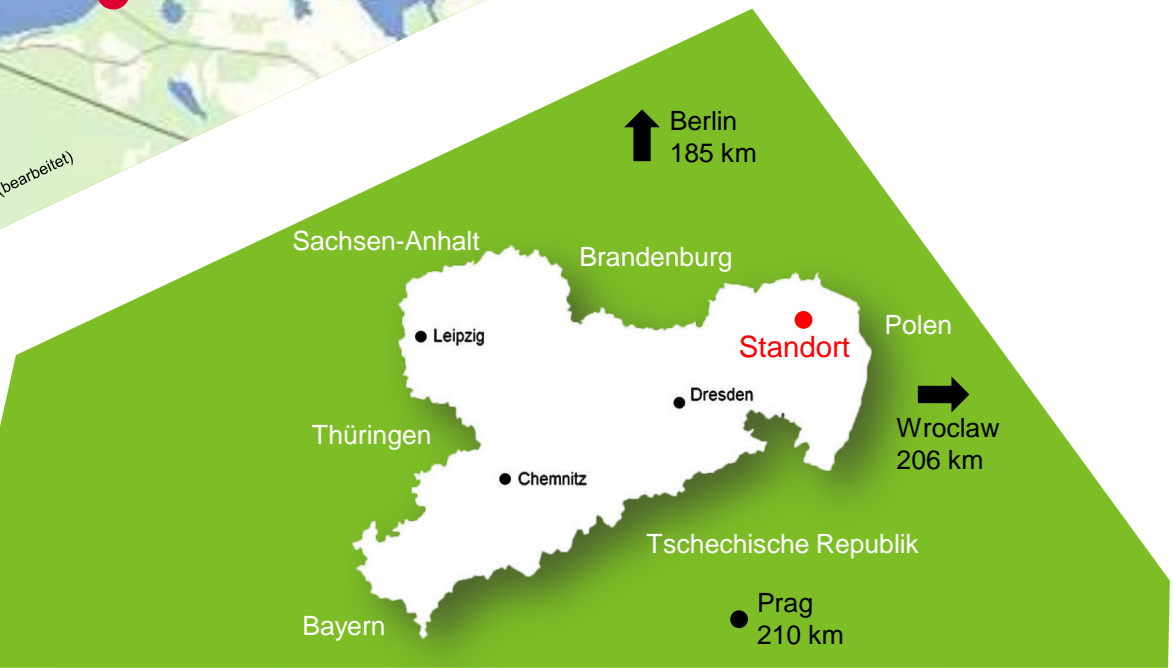 (bearbeitet)
Berlin
185 km
Sachsen-Anhalt
Brandenburg
Polen
Leipzig
Standort
Dresden
Wroclaw
206 km
Thüringen
Chemnitz
Tschechische Republik
Prag
210 km
Bayern